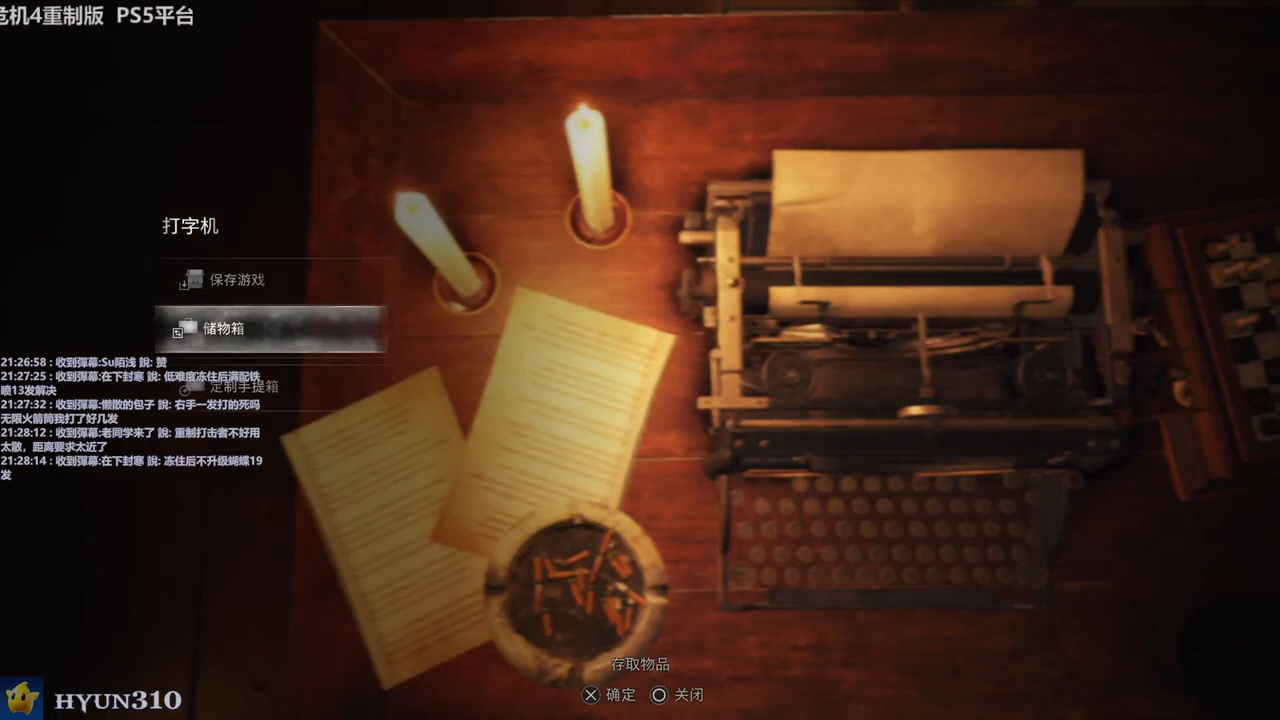 危机4重制版 PS5平台
打字机
保存游戏
储物箱
定制手提箱
21:26:58 : 收到彈幕:Su陌浅 說: 赞
21:27:25 : 收到彈幕:在下封寒 說: 低难度冻住后满配铁
喷13发解决
21:27:32 : 收到彈幕:懒散的包子 說: 右手一发打的死吗
无限火箭筒我打了好几发
21:28:12 : 收到彈幕:老同学来了 說: 重制打击者不好用
太散，距离要求太近了
21:28:14 : 收到彈幕:在下封寒 說: 冻住后不升级蝴蝶19
发
存取物品
确定 关闭
HYUN310